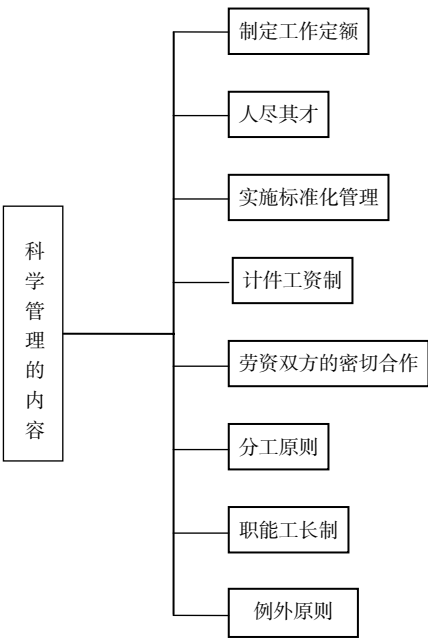 科学管理的内容
制定工作定额
人尽其才
实施标准化管理
计件工资制
劳资双方的密切合作
分工原则
职能工长制
例外原则